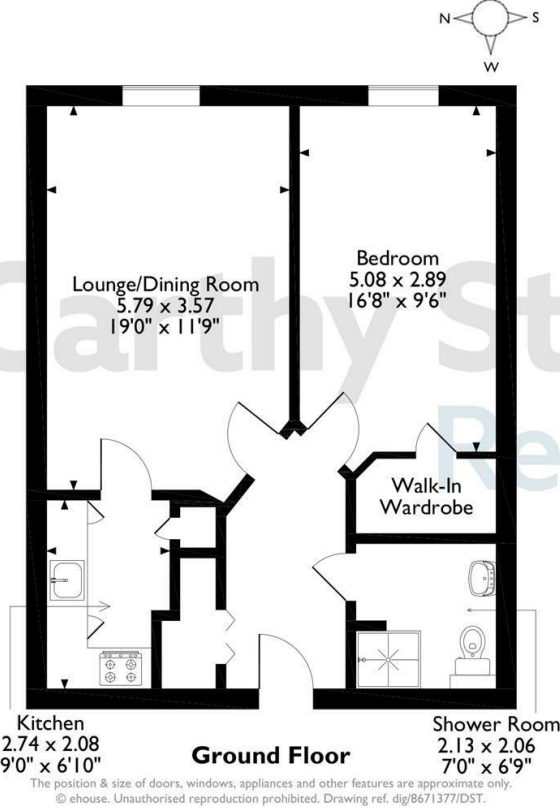 N S
W
Carthy St
Re
Lounge/Dining Room
5.79 x 3.57
19'0" x 11'9"
Bedroom
5.08 x 2.89
16'8" x 9'6"
Walk-In
Wardrobe
Kitchen
2.74 x 2.08
9'0" x 6'10"
Ground Floor
Shower Room
2.13 x 2.06
7'0" x 6'9"
The position & size of doors, windows, appliances and other features are approximate only.
© ehouse. Unauthorised reproduction prohibited. Drawing ref. dig/8671377/DST.